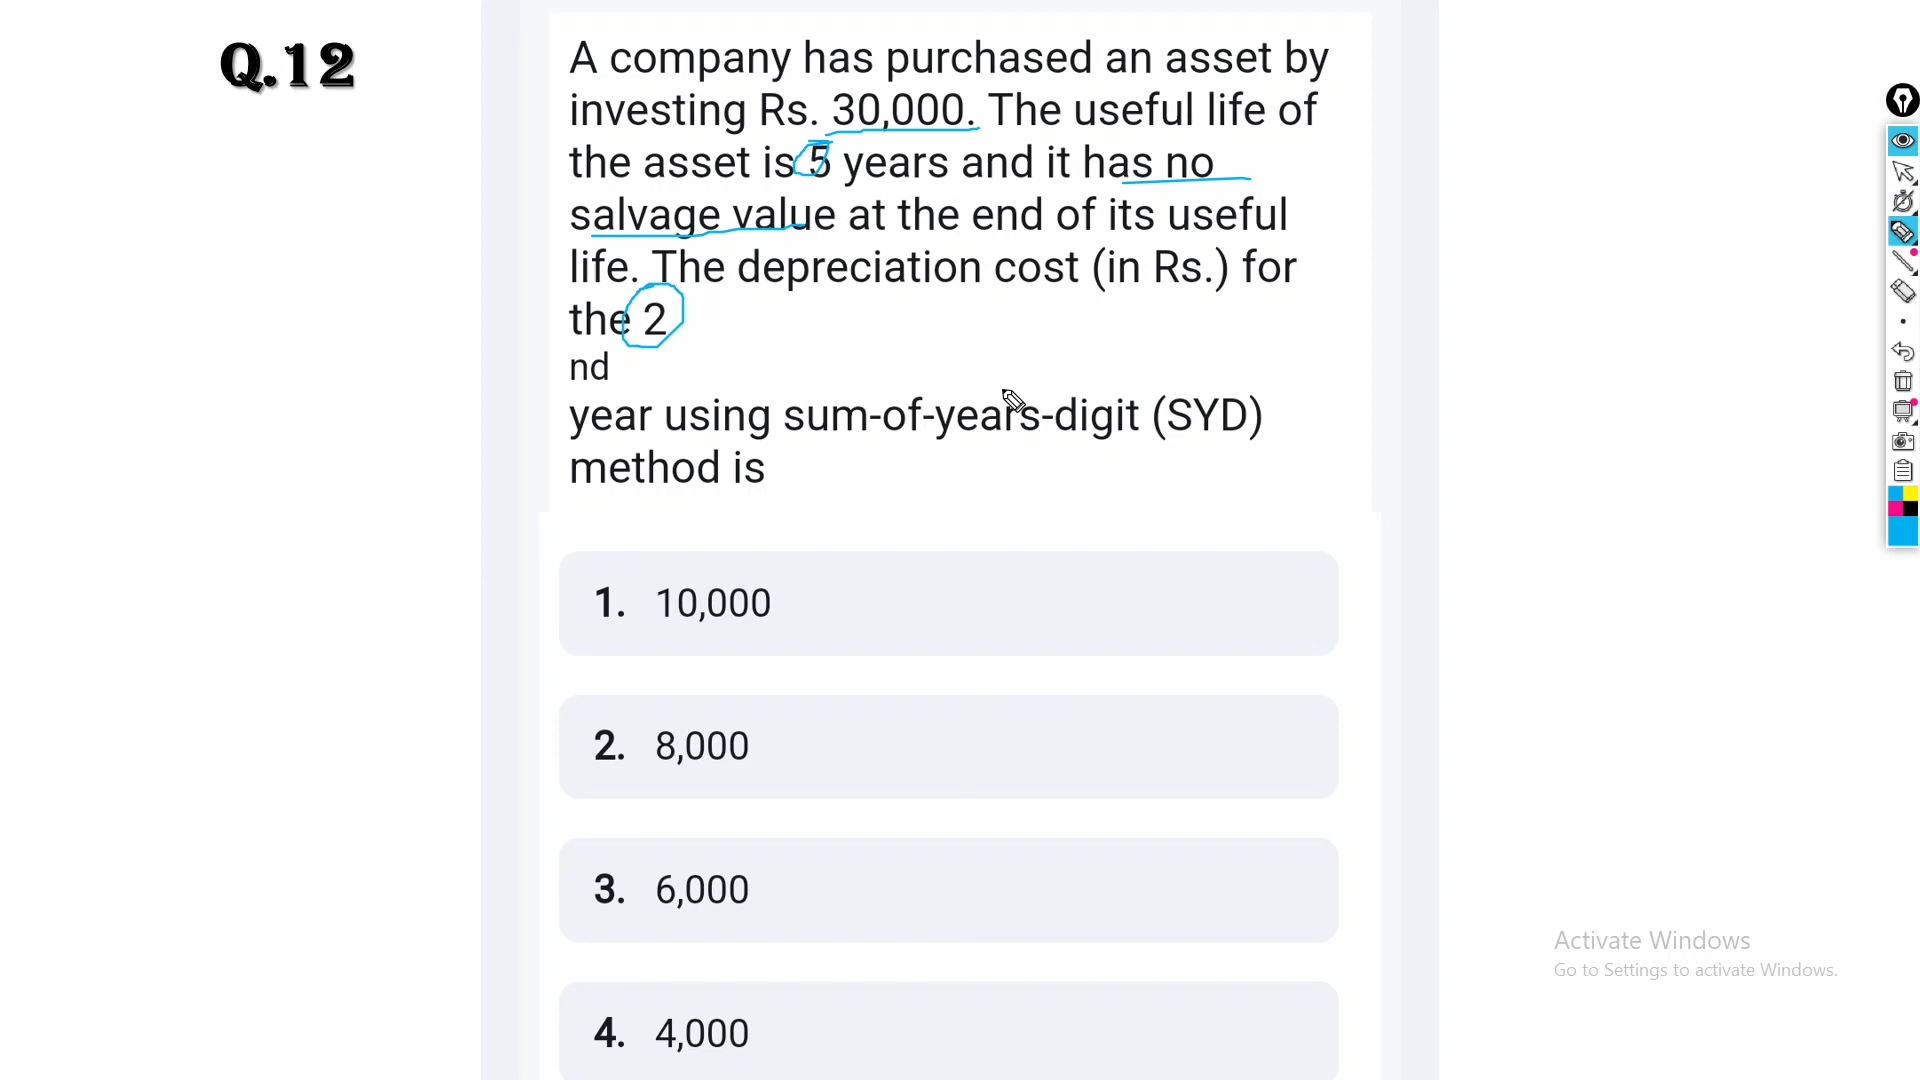 Q.12
A company has purchased an asset by
investing Rs. 30,000. The useful life of
the asset is 5 years and it has no
salvage value at the end of its useful
life. The depreciation cost (in Rs.) for
the 2
nd
year using sum-of-years-digit (SYD)
method is
1. 10,000
2. 8,000
3. 6,000
4. 4,000
Activate Windows
Go to Settings to activate Windows.